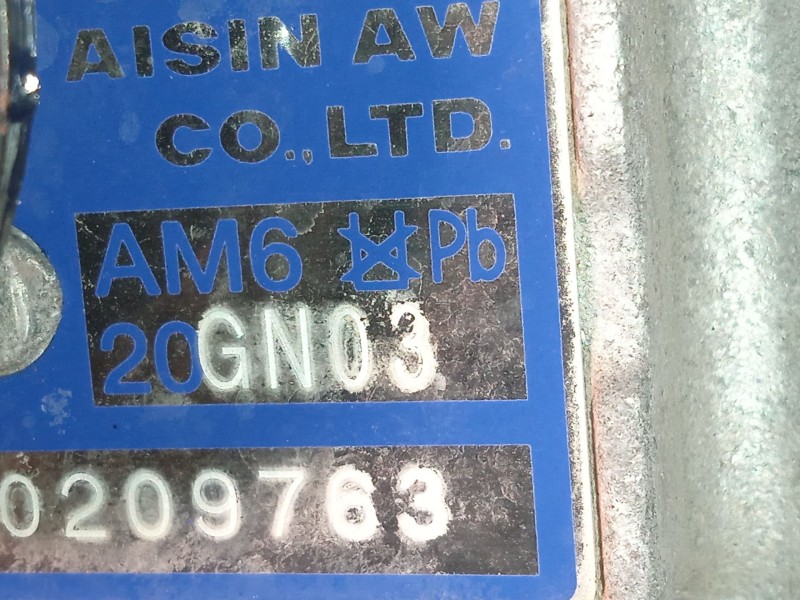 AISIN AW
CO.,LTD.
AM6 Pb
20GN03
0209763